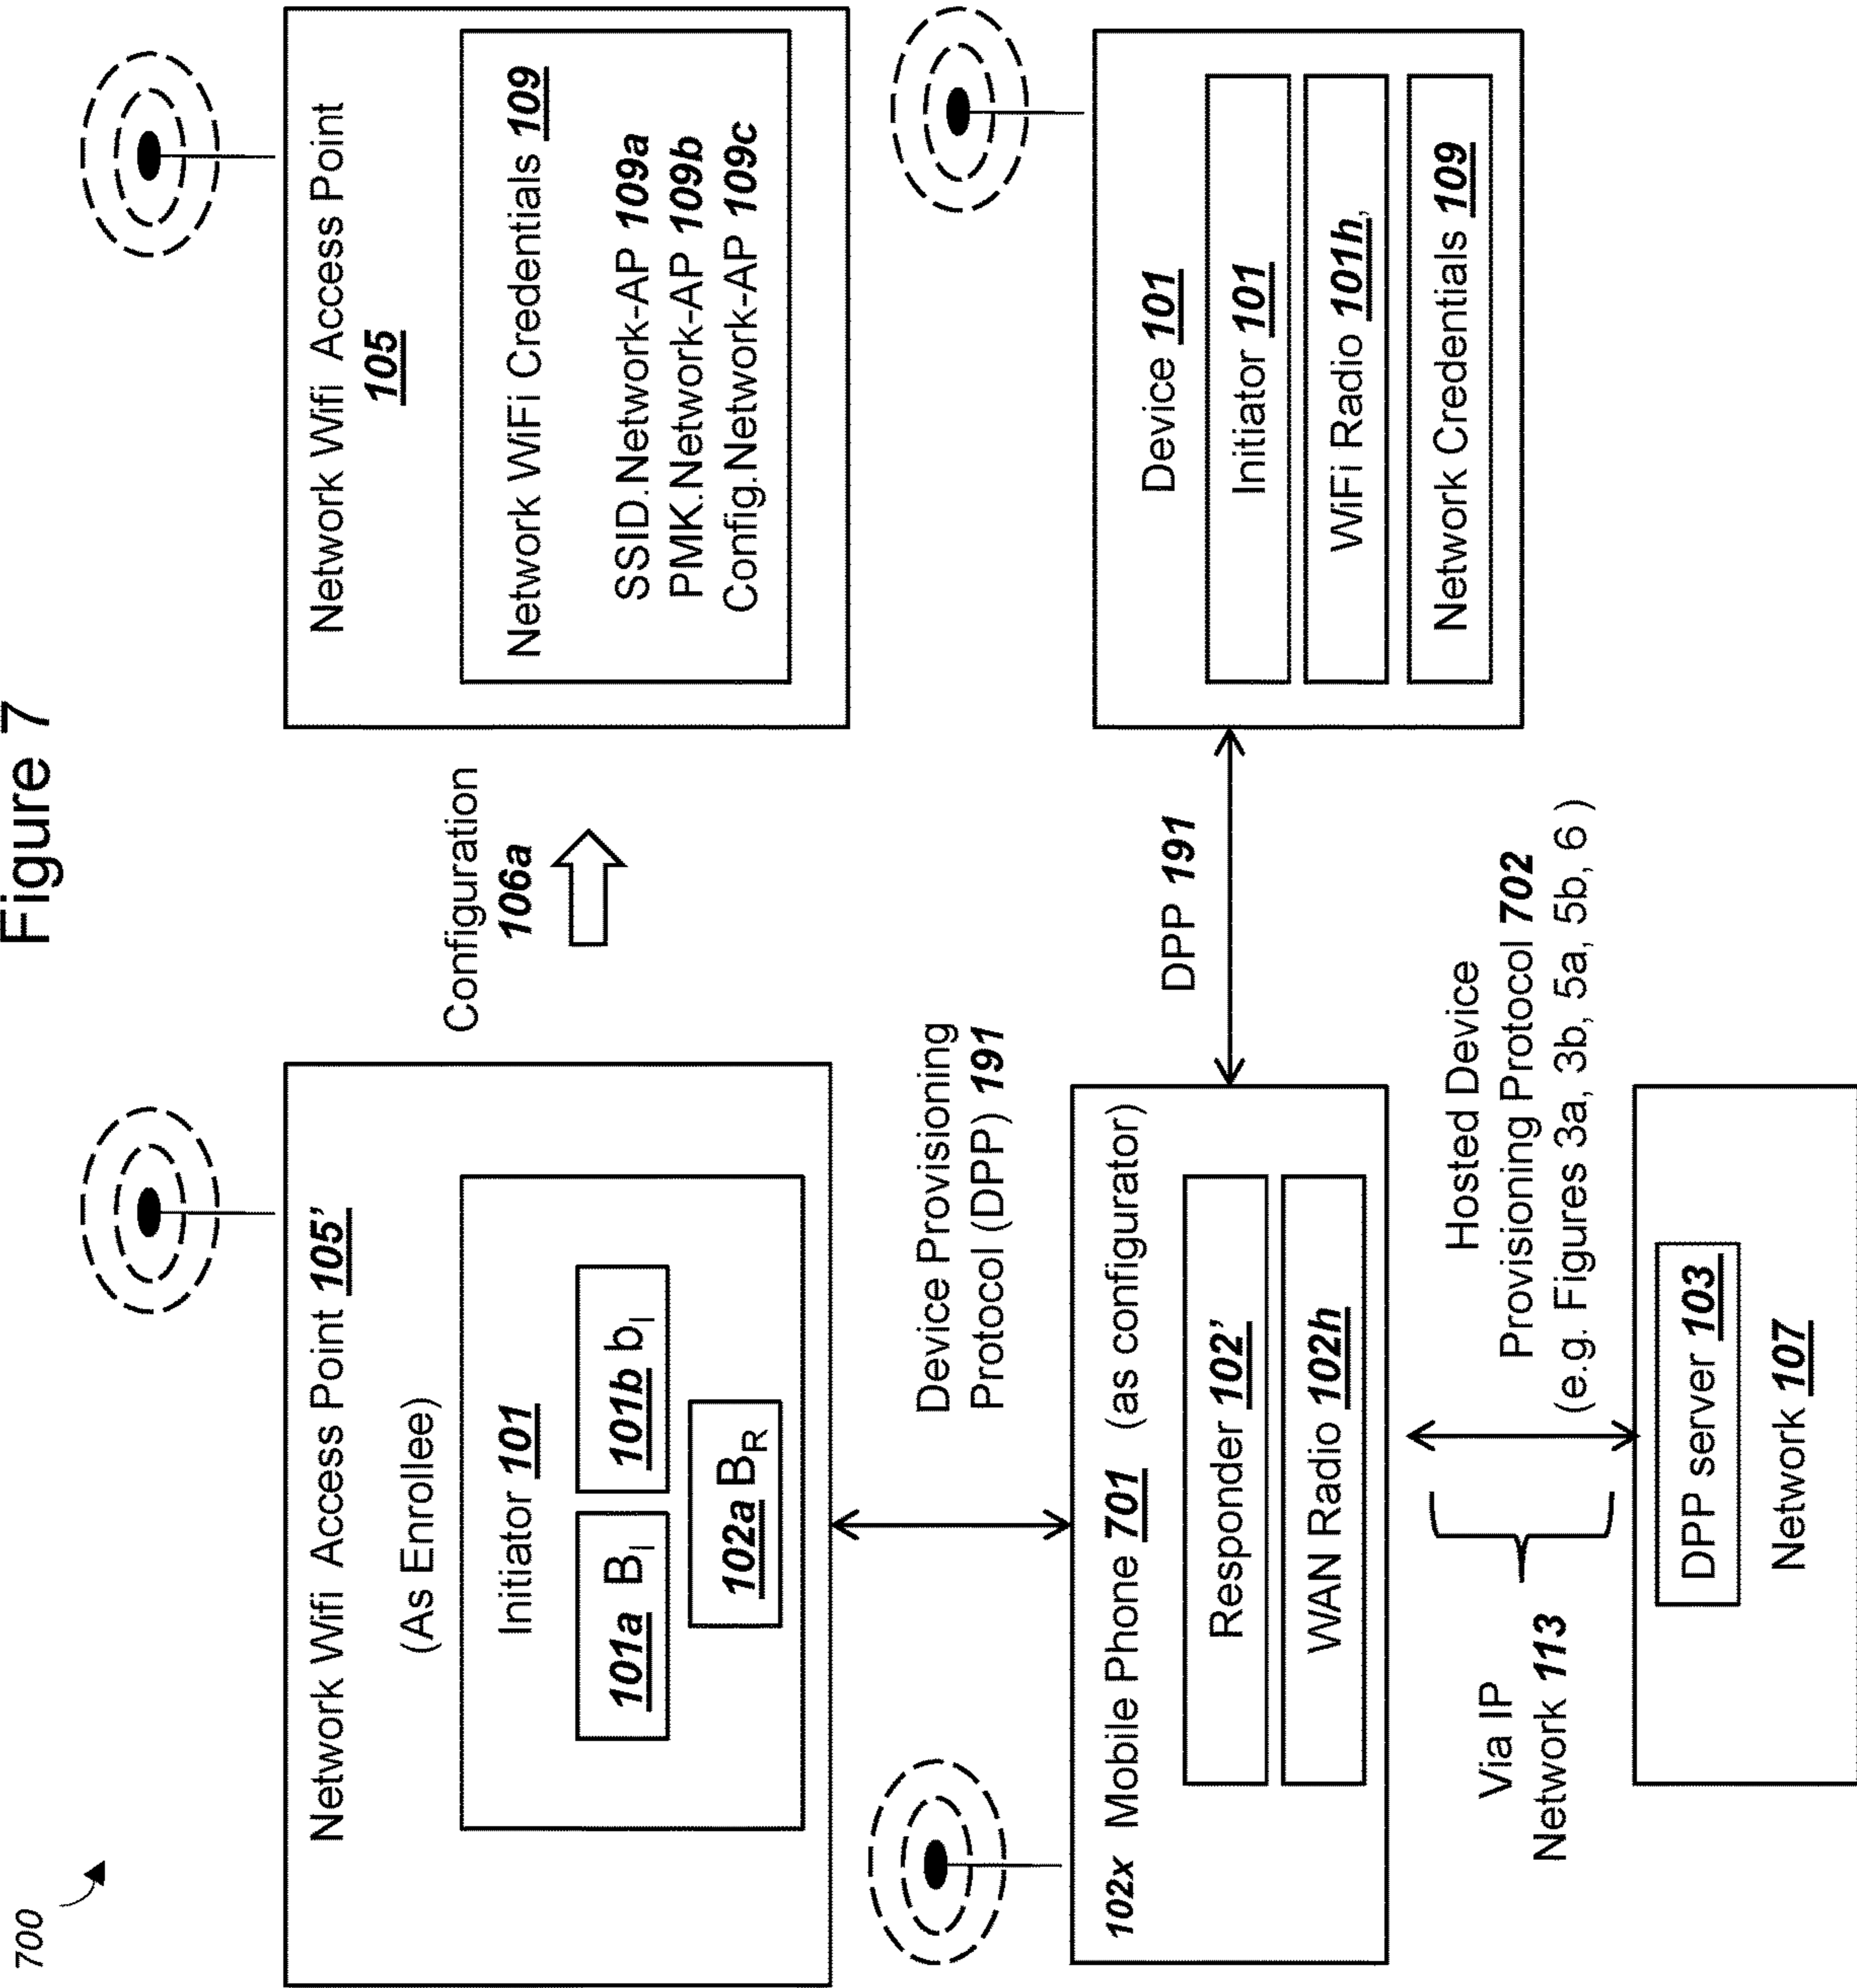 Figure 7
700
Network Wifi Access Point 105'
(As Enrollee)
Initiator 101
101a BI
101b bI
102a BR
Configuration
106a
Network Wifi Access Point
105
Network WiFi Credentials 109
SSID.Network-AP 109a
PMK.Network-AP 109b
Config.Network-AP 109c
Device Provisioning
Protocol (DPP) 191
102x Mobile Phone 701 (as configurator)
Responder 102'
WAN Radio 102h
DPP 191
Device 101
Initiator 101
WiFi Radio 101h,
Network Credentials 109
Via IP
Network 113
Hosted Device
Provisioning Protocol 702
(e.g. Figures 3a, 3b, 5a, 5b, 6 )
DPP server 103
Network 107